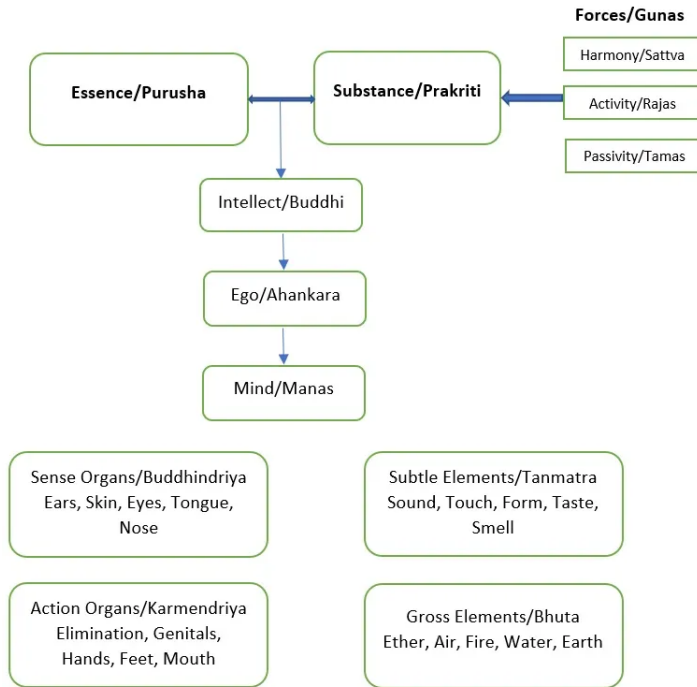 Forces/Gunas
Harmony/Sattva
Essence/Purusha
Substance/Prakriti
Activity/Rajas
Passivity/Tamas
Intellect/Buddhi
Ego/Ahankara
Mind/Manas
Sense Organs/Buddhindriya
Ears, Skin, Eyes, Tongue,
Nose
Subtle Elements/Tanmatra
Sound, Touch, Form, Taste,
Smell
Action Organs/Karmendriya
Elimination, Genitals,
Hands, Feet, Mouth
Gross Elements/Bhuta
Ether, Air, Fire, Water, Earth